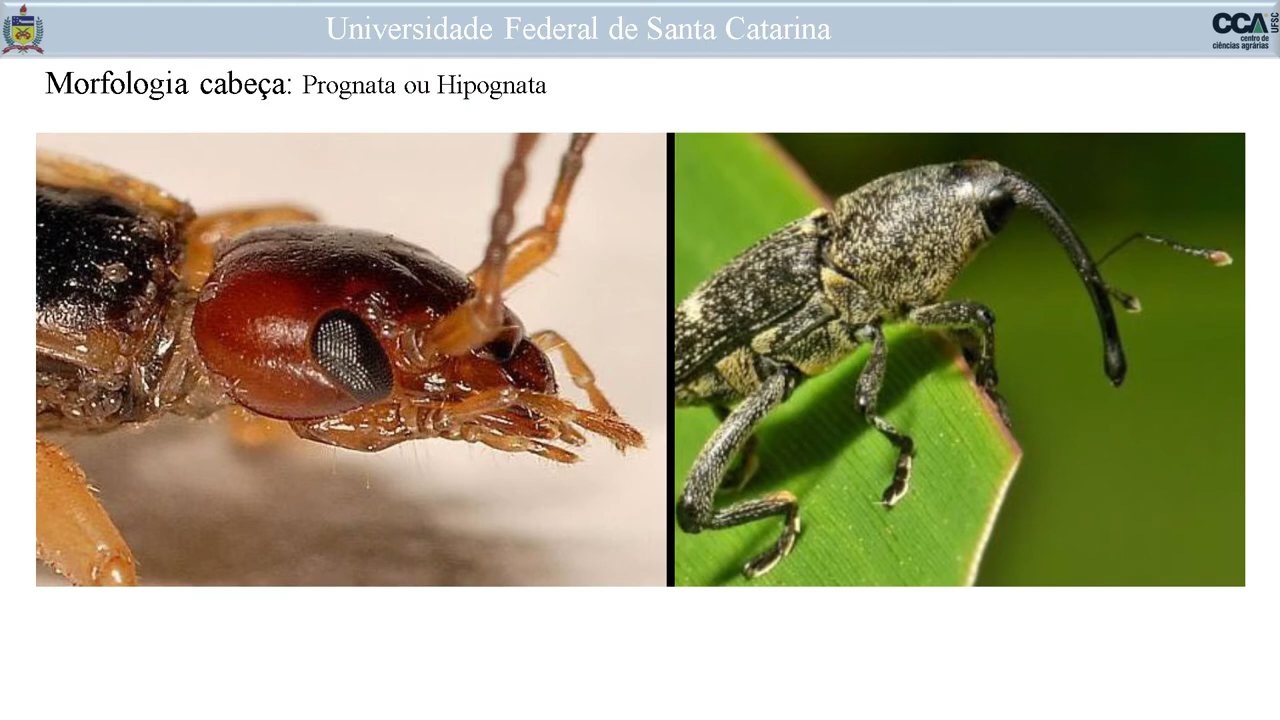 Universidade Federal de Santa Catarina
CCA UFSC
centro de
ciências agrárias
Morfologia cabeça: Prognata ou Hipognata